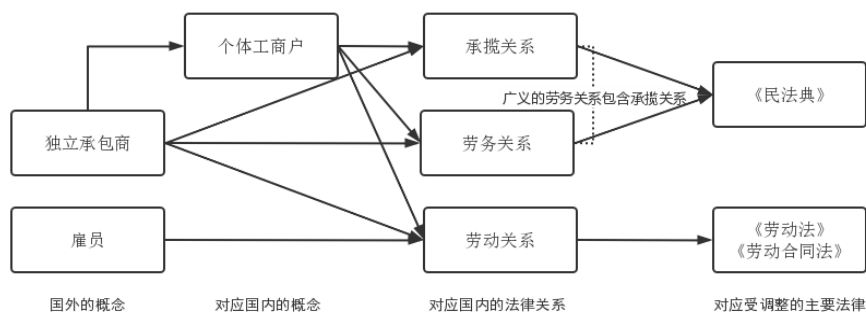 个体工商户
承揽关系
广义的劳务关系包含承揽关系
《民法典》
独立承包商
劳务关系
雇员
劳动关系
《劳动法》
《劳动合同法》
国外的概念
对应国内的概念
对应国内的法律关系
对应受调整的主要法律